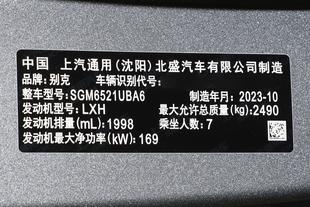 中国 上汽通用(沈阳)北盛汽车有限公司制造
品牌:别克 车辆识别代号:
整车型号:SGM6521UBA6 制造年月:2023-10
发动机型号:LXH 最大允许总质量(kg):2490
发动机排量(mL):1998 乘坐人数:7
发动机最大净功率(kW):169